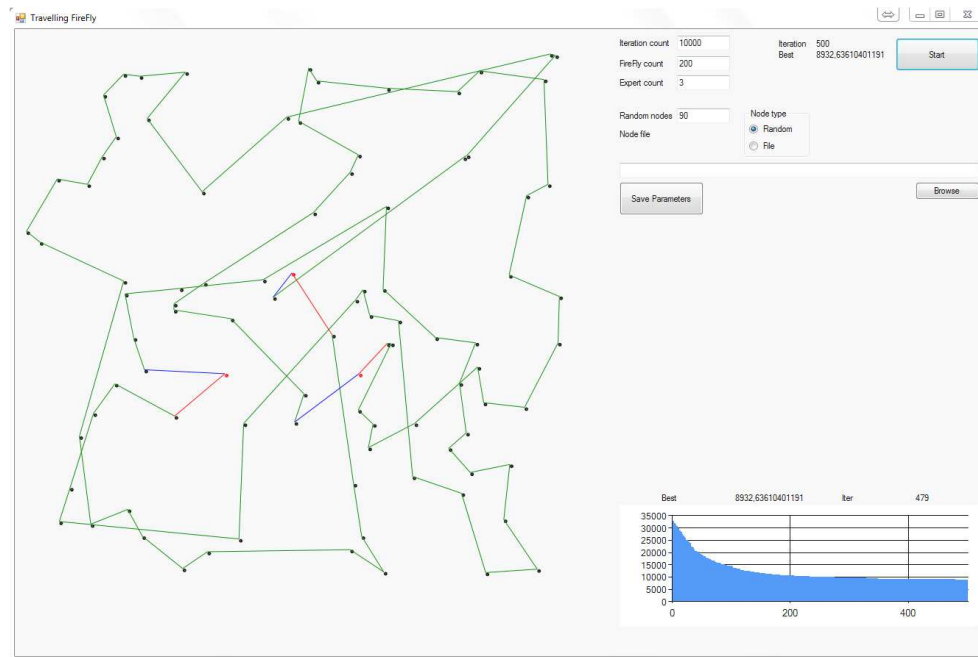 Travelling FireFly
Iteration count 10000 Iteration 500
Best 8932,63610401191
Start
FireFly count 200
Expert count 3
Random nodes 90 Node type
Random
Node file
File
Save Parameters
Browse
Best 8932,63610401191 Iter 479
35000
30000
25000
20000
15000
10000
5000
0
0 200 400